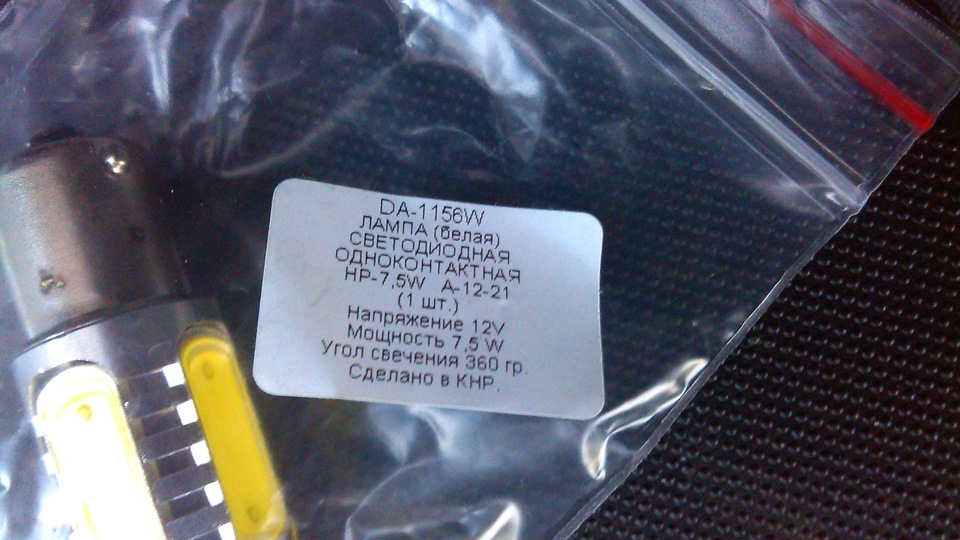 DA-1156W
ЛАМПА (белая)
СВЕТОДИОДНАЯ
ОДНОКОНТАКТНАЯ
HP-7,5W А-12-21
(1 шт.)
Напряжение 12V
Мощность 7,5 W
Угол свечения 360 гр.
Сделано в КНР.